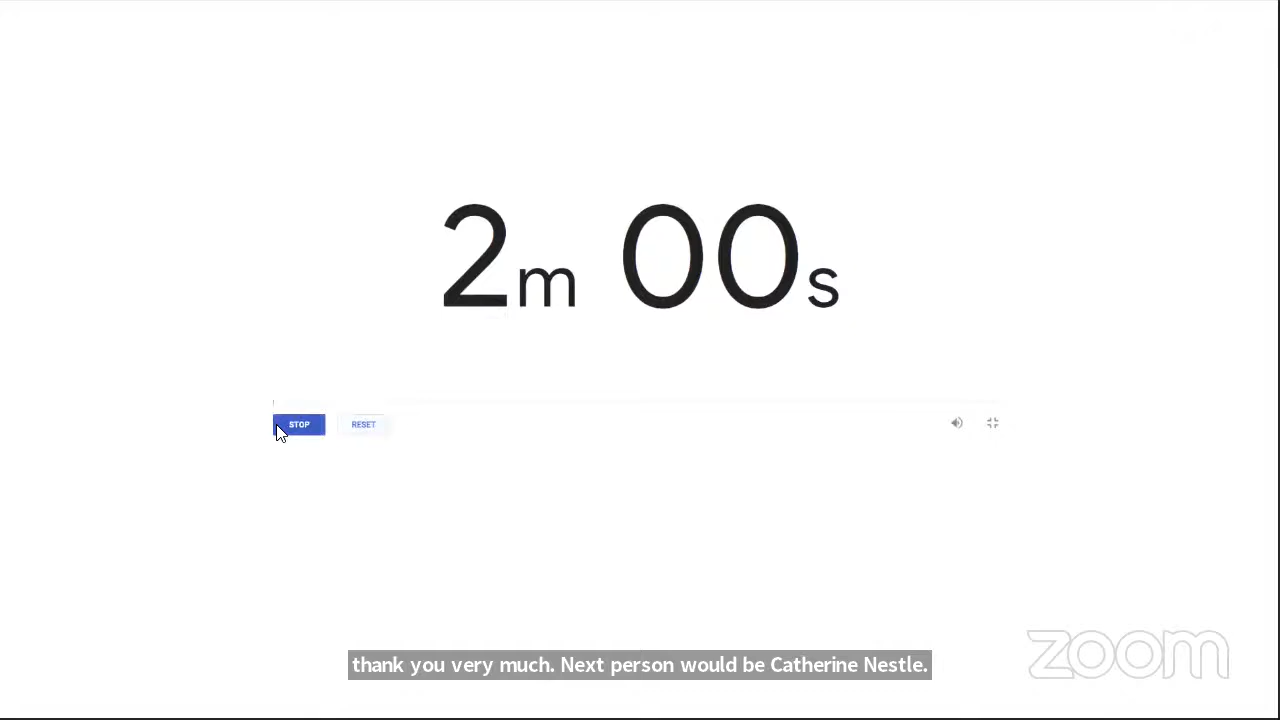 2m 00s
STOP RESET
thank you very much. Next person would be Catherine Nestle.
zoom